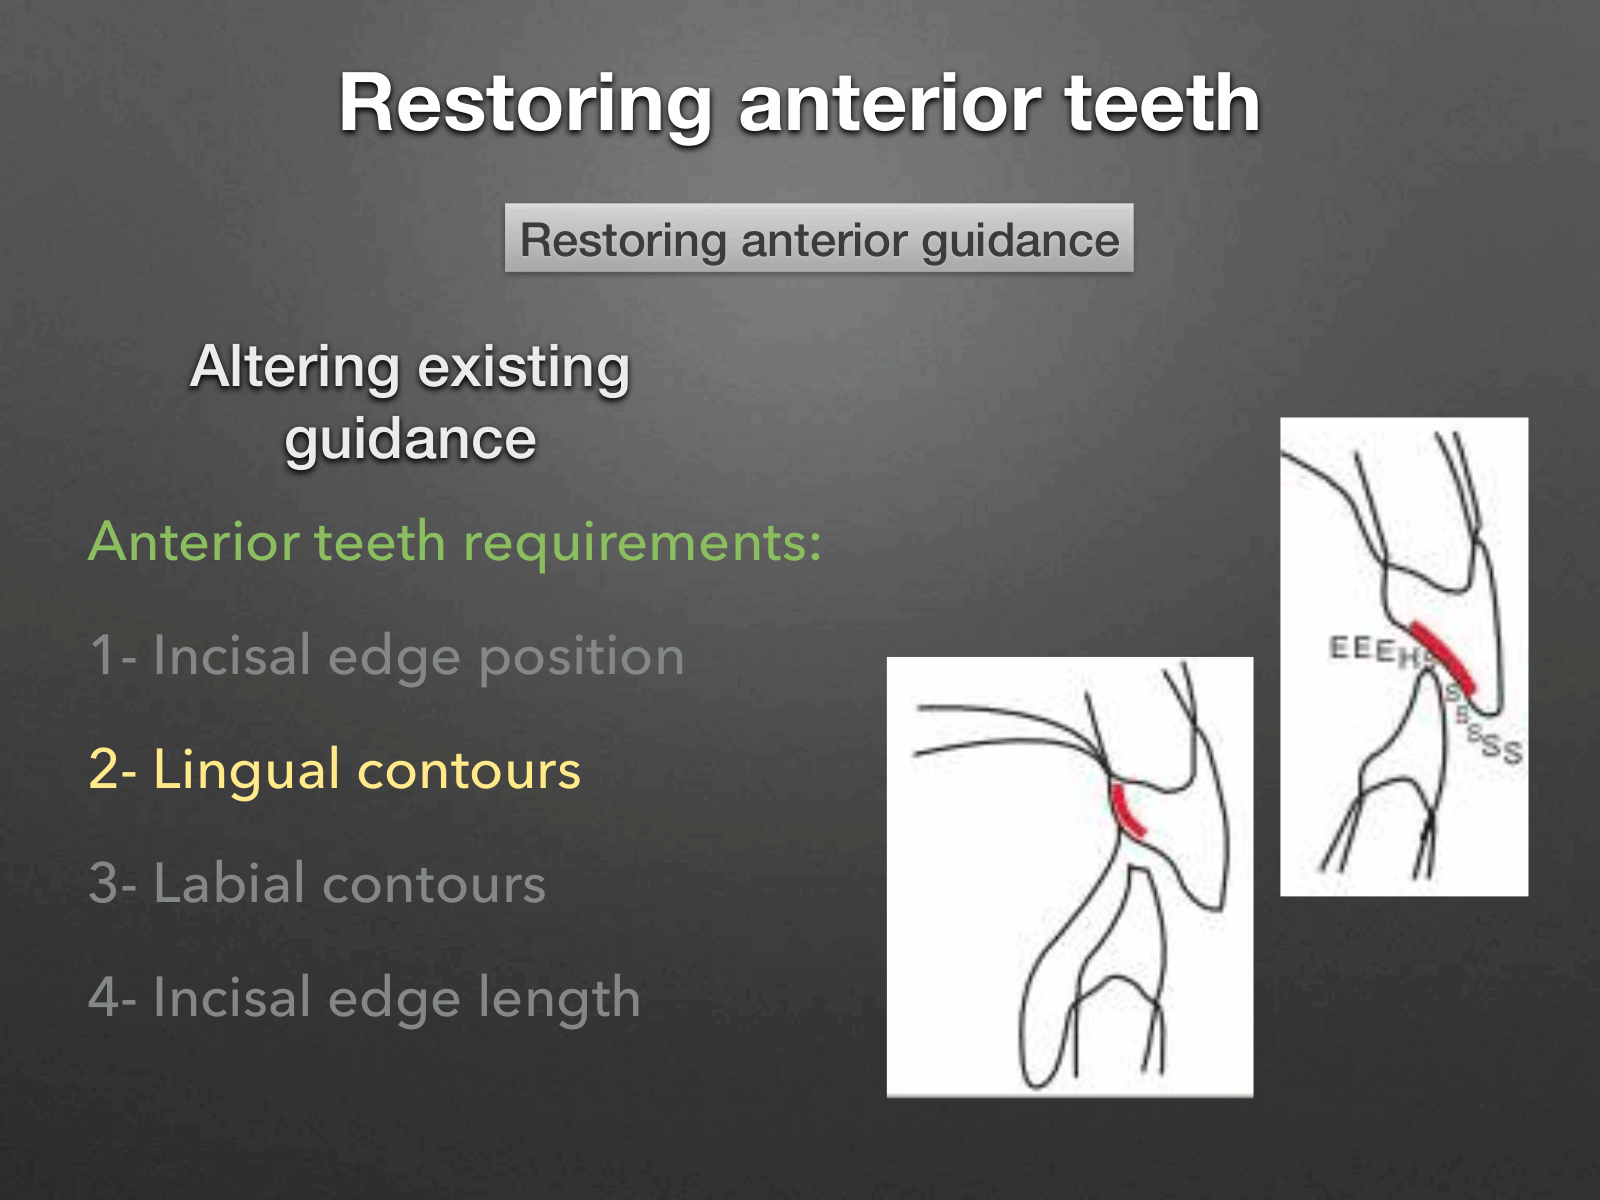 Restoring anterior teeth
Restoring anterior guidance
Altering existing
guidance
Anterior teeth requirements:
1- Incisal edge position
2- Lingual contours
3- Labial contours
4- Incisal edge length
EEEHS
SSSSS